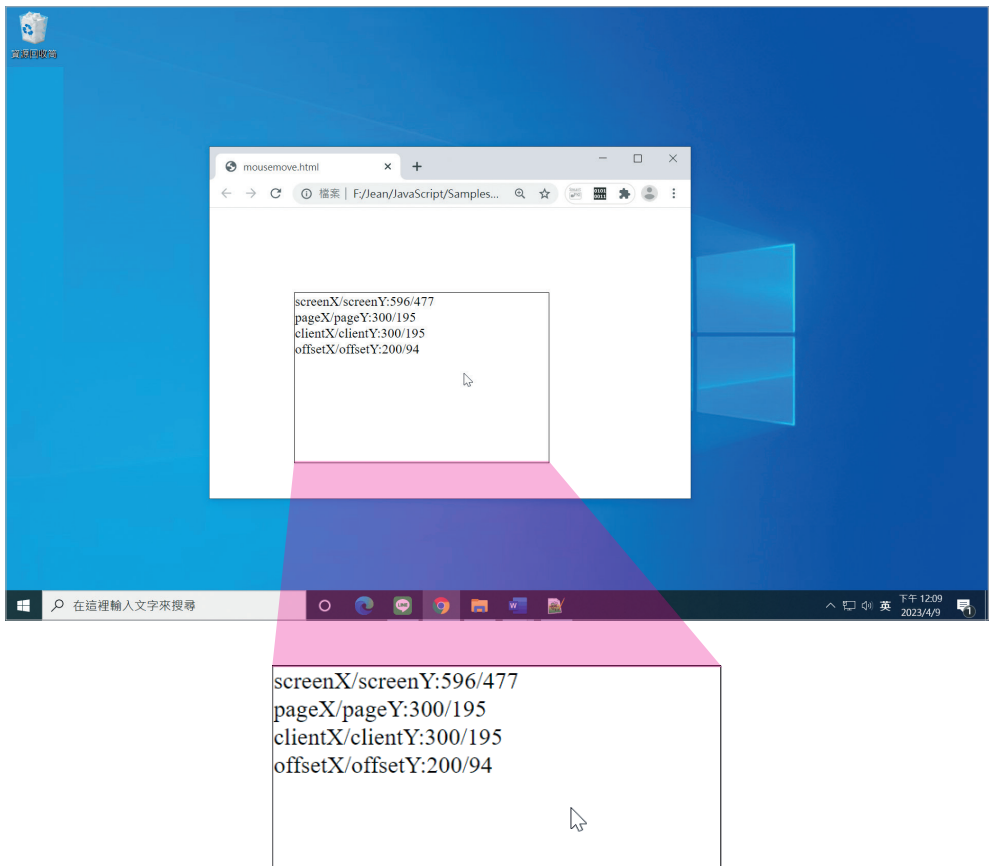 資源回收筒
mousemove.html
檔案 | F:/Jean/JavaScript/Samples...
screenX/screenY:596/477
pageX/pageY:300/195
clientX/clientY:300/195
offsetX/offsetY:200/94
在這裡輸入文字來搜尋
英
下午 12:09
2023/4/9
1
screenX/screenY:596/477
pageX/pageY:300/195
clientX/clientY:300/195
offsetX/offsetY:200/94